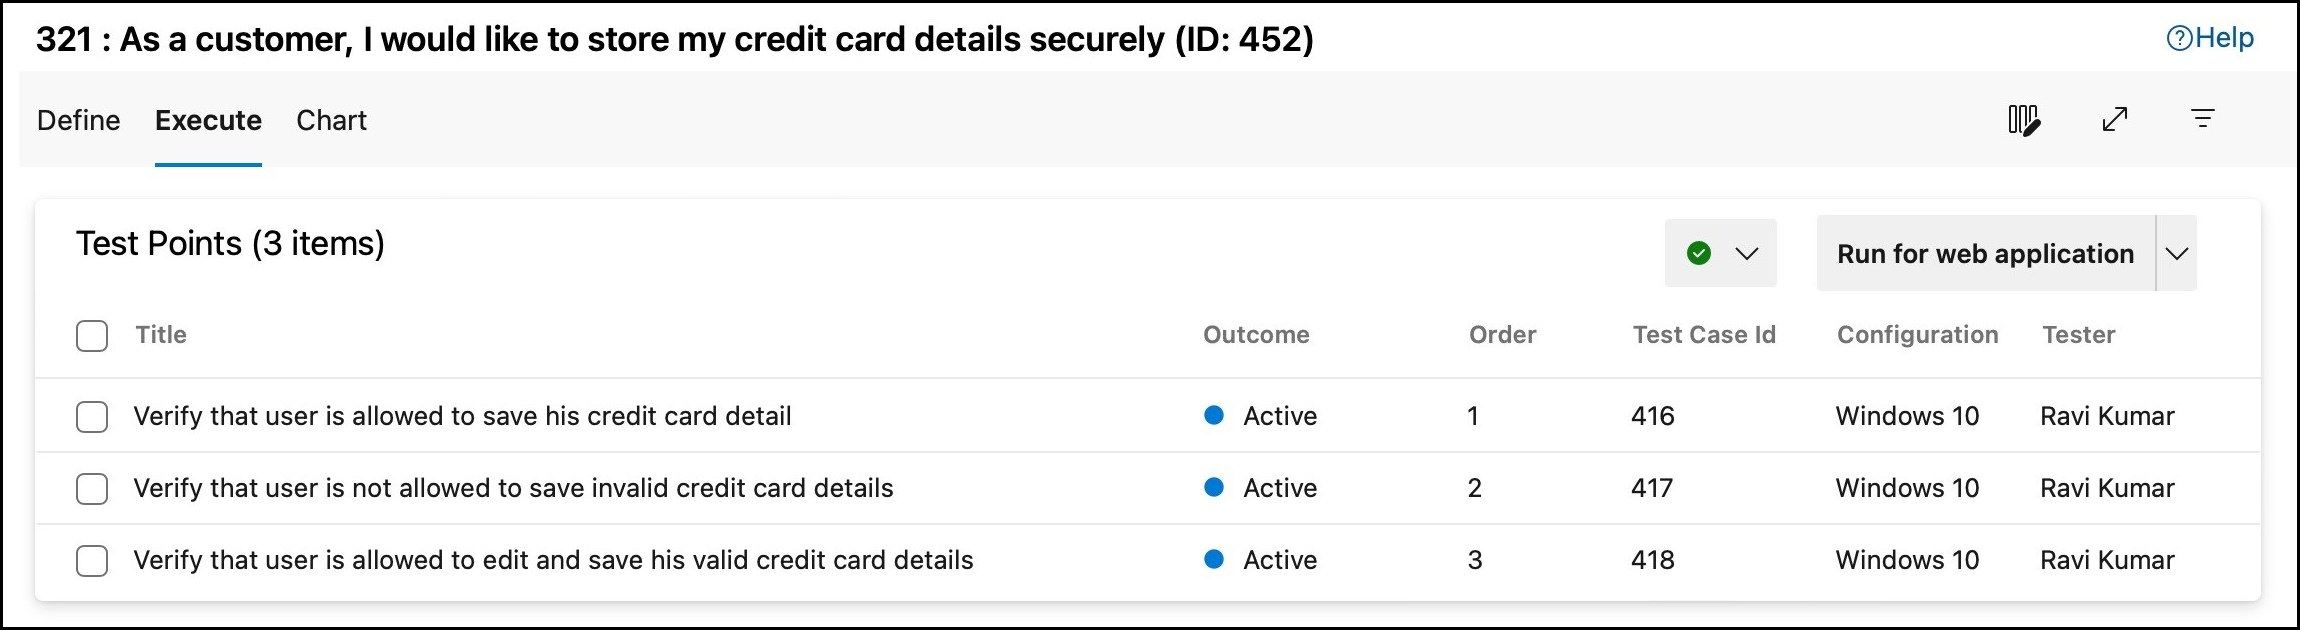 321 : As a customer, I would like to store my credit card details securely (ID: 452)
Help
Define Execute Chart
Test Points (3 items)
Run for web application
Title Outcome Order Test Case Id Configuration Tester
Verify that user is allowed to save his credit card detail Active 1 416 Windows 10 Ravi Kumar
Verify that user is not allowed to save invalid credit card details Active 2 417 Windows 10 Ravi Kumar
Verify that user is allowed to edit and save his valid credit card details Active 3 418 Windows 10 Ravi Kumar